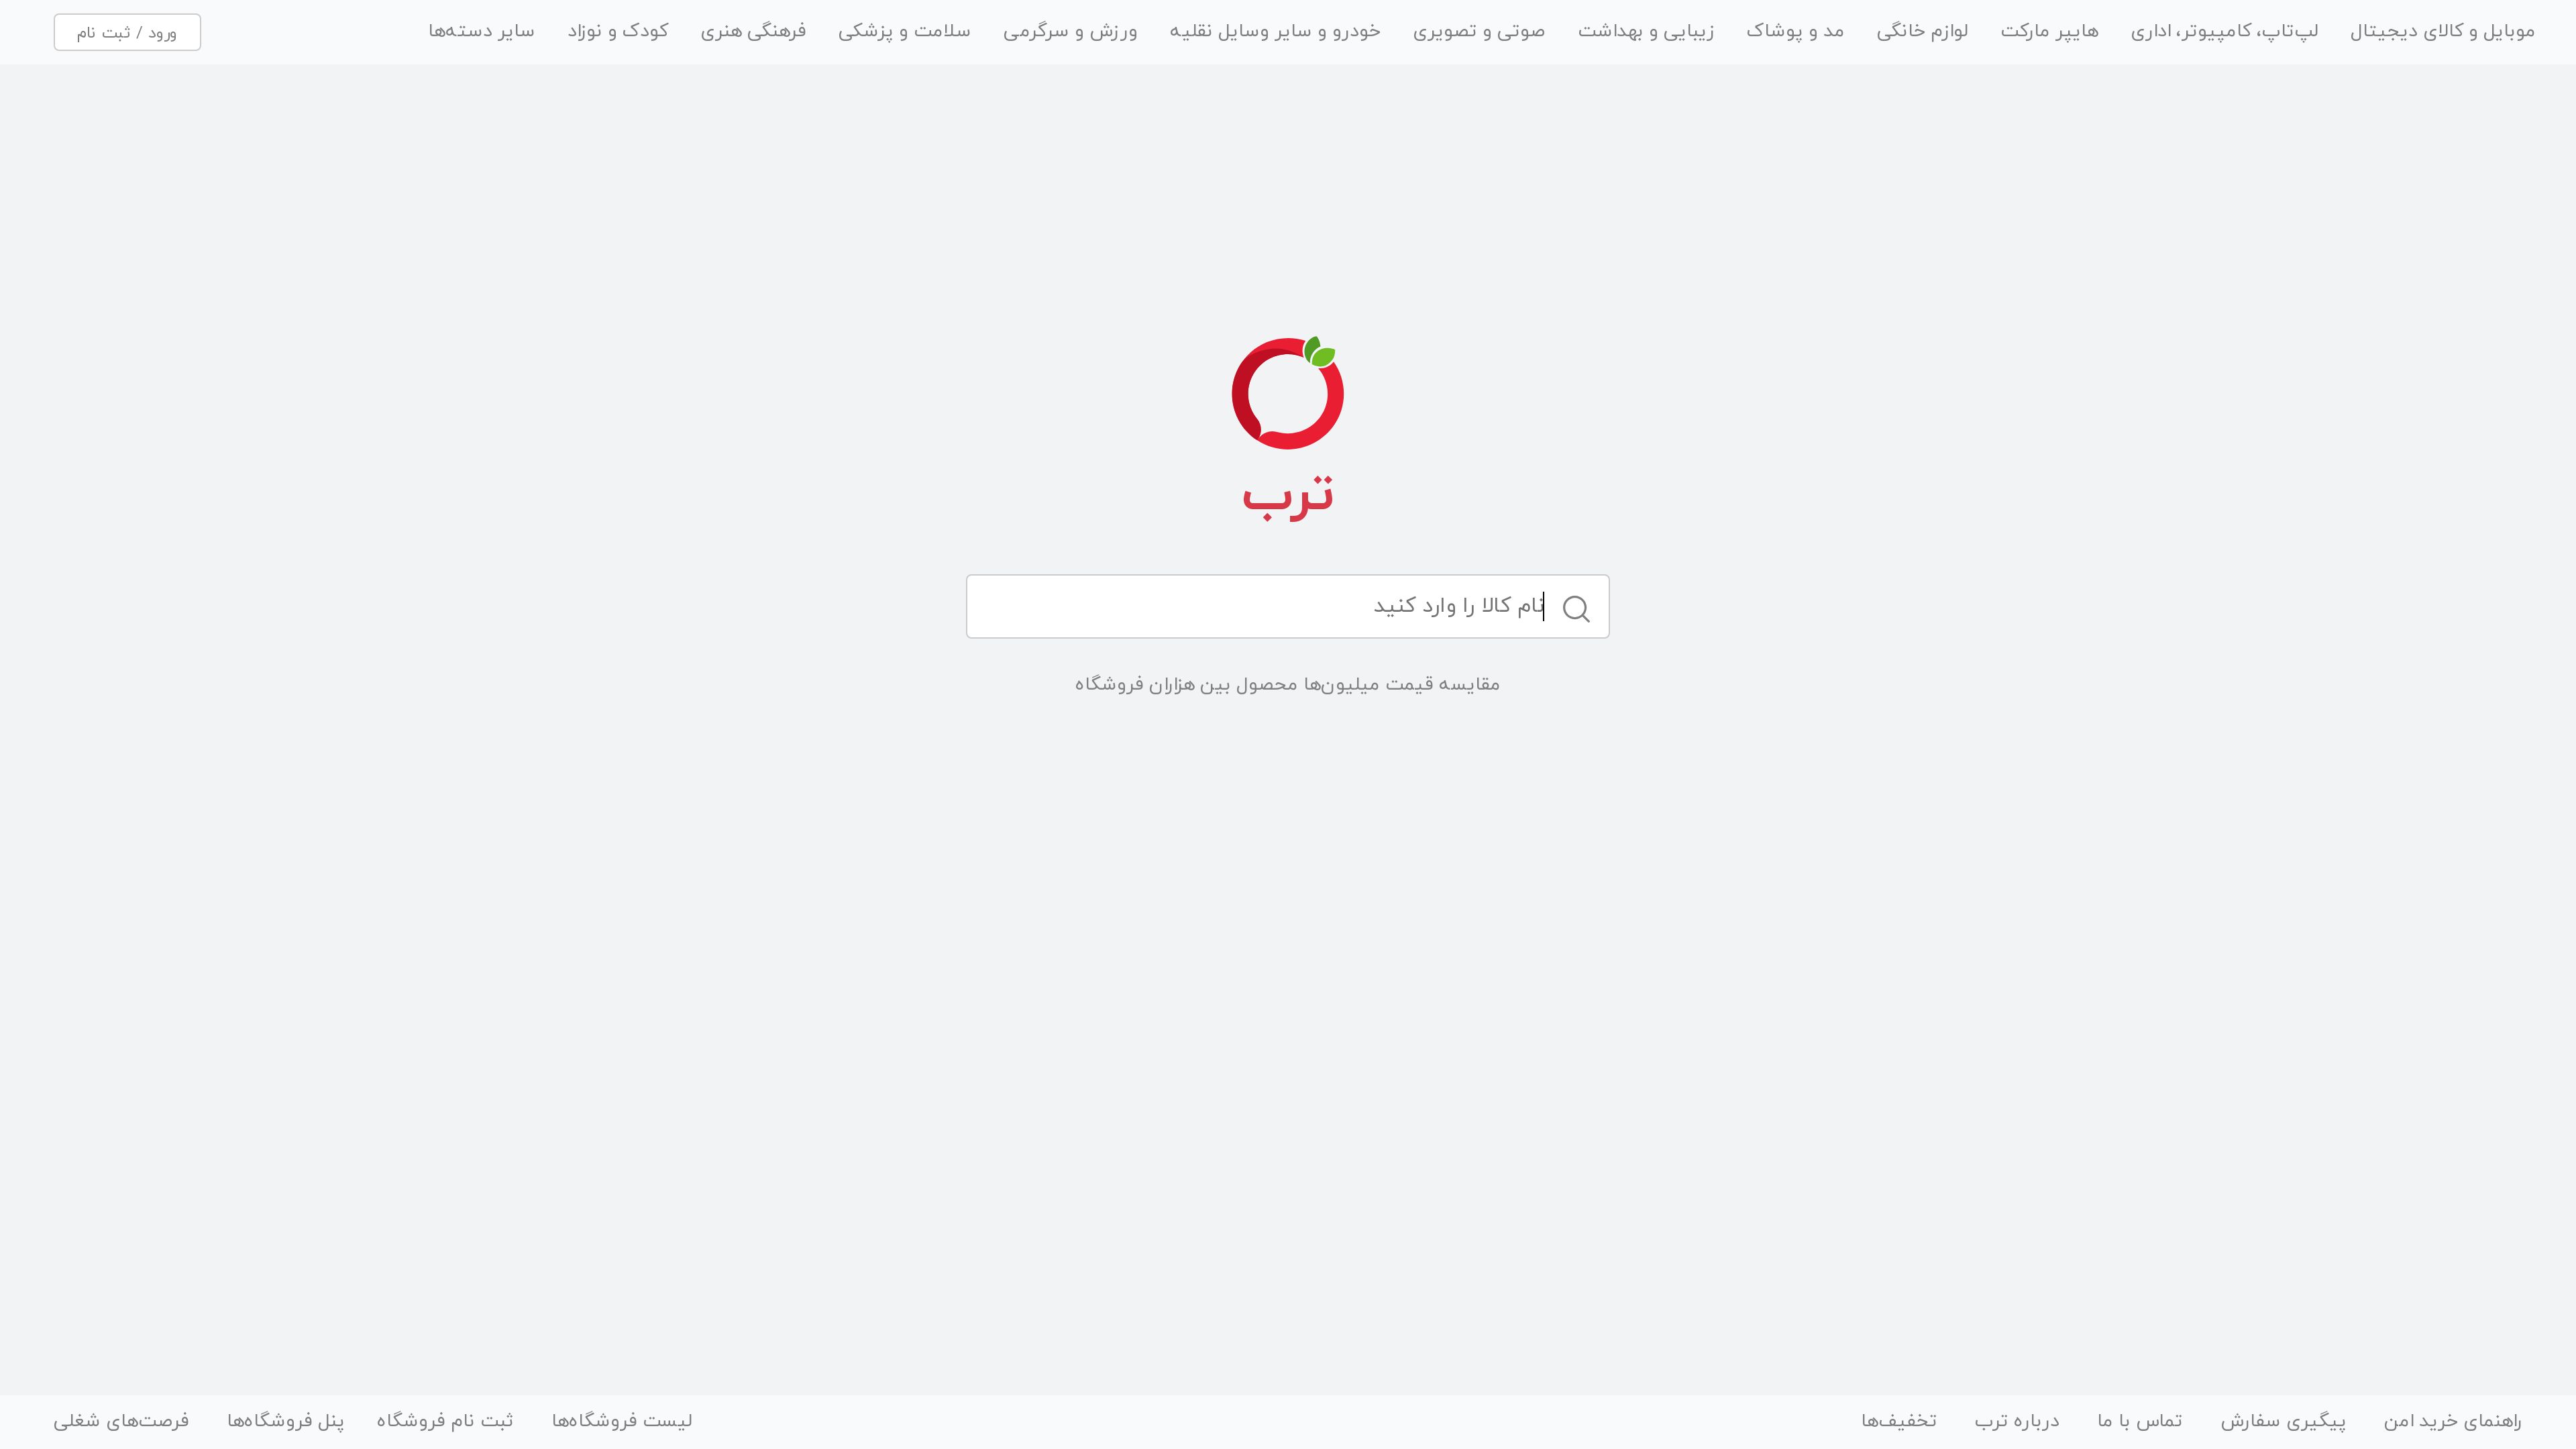 موبایل و کالای دیجیتال لپ‌تاپ، کامپیوتر، اداری هایپر مارکت لوازم خانگی مد و پوشاک زیبایی و بهداشت صوتی و تصویری خودرو و سایر وسایل نقلیه ورزش و سرگرمی سلامت و پزشکی فرهنگی هنری کودک و نوزاد سایر دسته‌ها ورود / ثبت نام
ترب
نام کالا را وارد کنید
مقایسه قیمت میلیون‌ها محصول بین هزاران فروشگاه
راهنمای خرید امن پیگیری سفارش تماس با ما درباره ترب تخفیف‌ها لیست فروشگاه‌ها ثبت نام فروشگاه پنل فروشگاه‌ها فرصت‌های شغلی